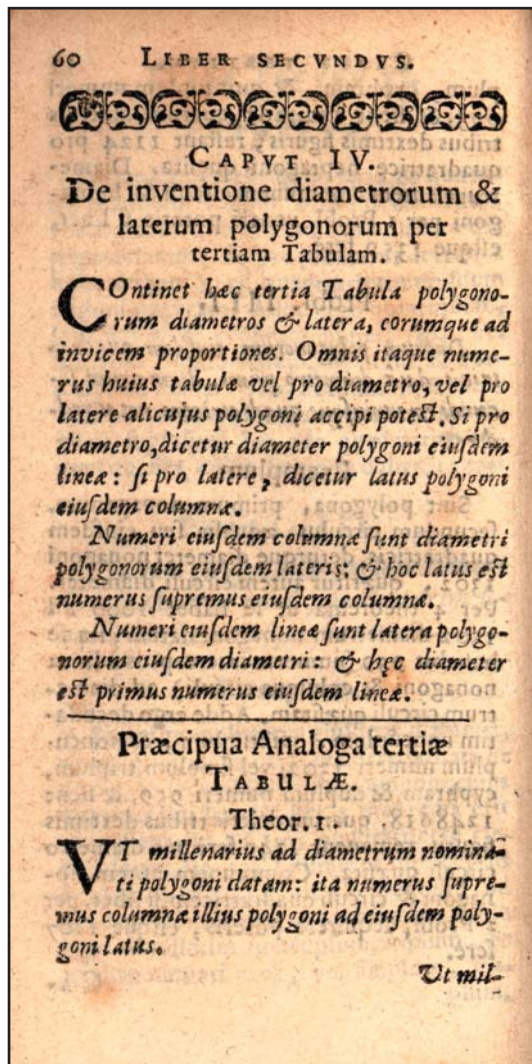 60 LIBER SECVNDVS.
CAPVT IV.
De inventione diametrorum &
laterum polygonorum per
tertiam Tabulam.
COntinet hæc tertia Tabula polygono-
rum diametros & latera, eorumque ad
invicem proportiones. Omnis itaque nume-
rus huius tabulæ vel pro diametro, vel pro
latere alicujus polygoni accipi potest. Si pro
diametro, dicetur diameter polygoni eiuſdem
lineæ: ſi pro latere, dicetur latus polygoni
eiuſdem columnæ.
Numeri eiuſdem columnæ ſunt diametri
polygonorum eiuſdem lateris: & hoc latus est
numerus ſupremus eiuſdem columnæ.
Numeri eiuſdem lineæ ſunt latera polygo-
norum eiuſdem diametri: & hęc diameter
est primus numerus eiuſdem lineæ.
Præcipua Analoga tertiæ
TABULÆ.
Theor. 1.
VT millenarius ad diametrum nomina-
ti polygoni datam: ita numerus ſupre-
mus columnæ illius polygoni ad eiuſdem poly-
goni latus.
Ut mil-